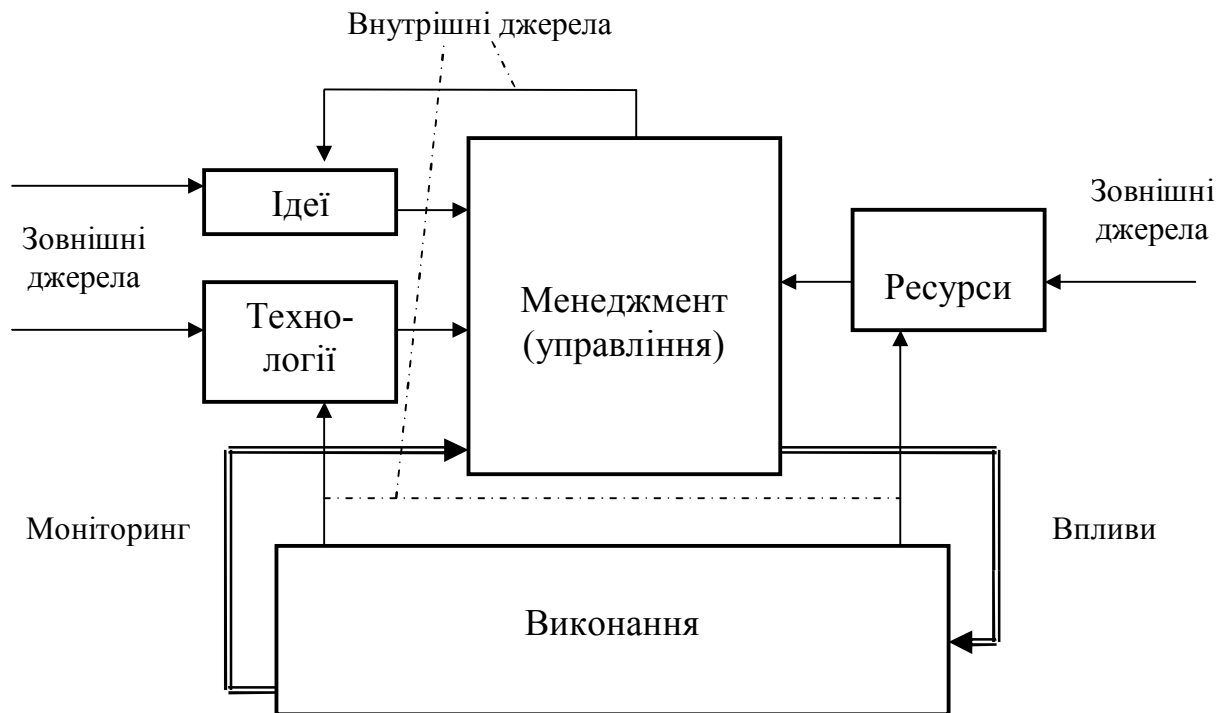 Внутрішні джерела
Ідеї
Зовнішні
джерела
Техно-
логії
Менеджмент
(управління)
Ресурси
Зовнішні
джерела
Моніторинг
Впливи
Виконання